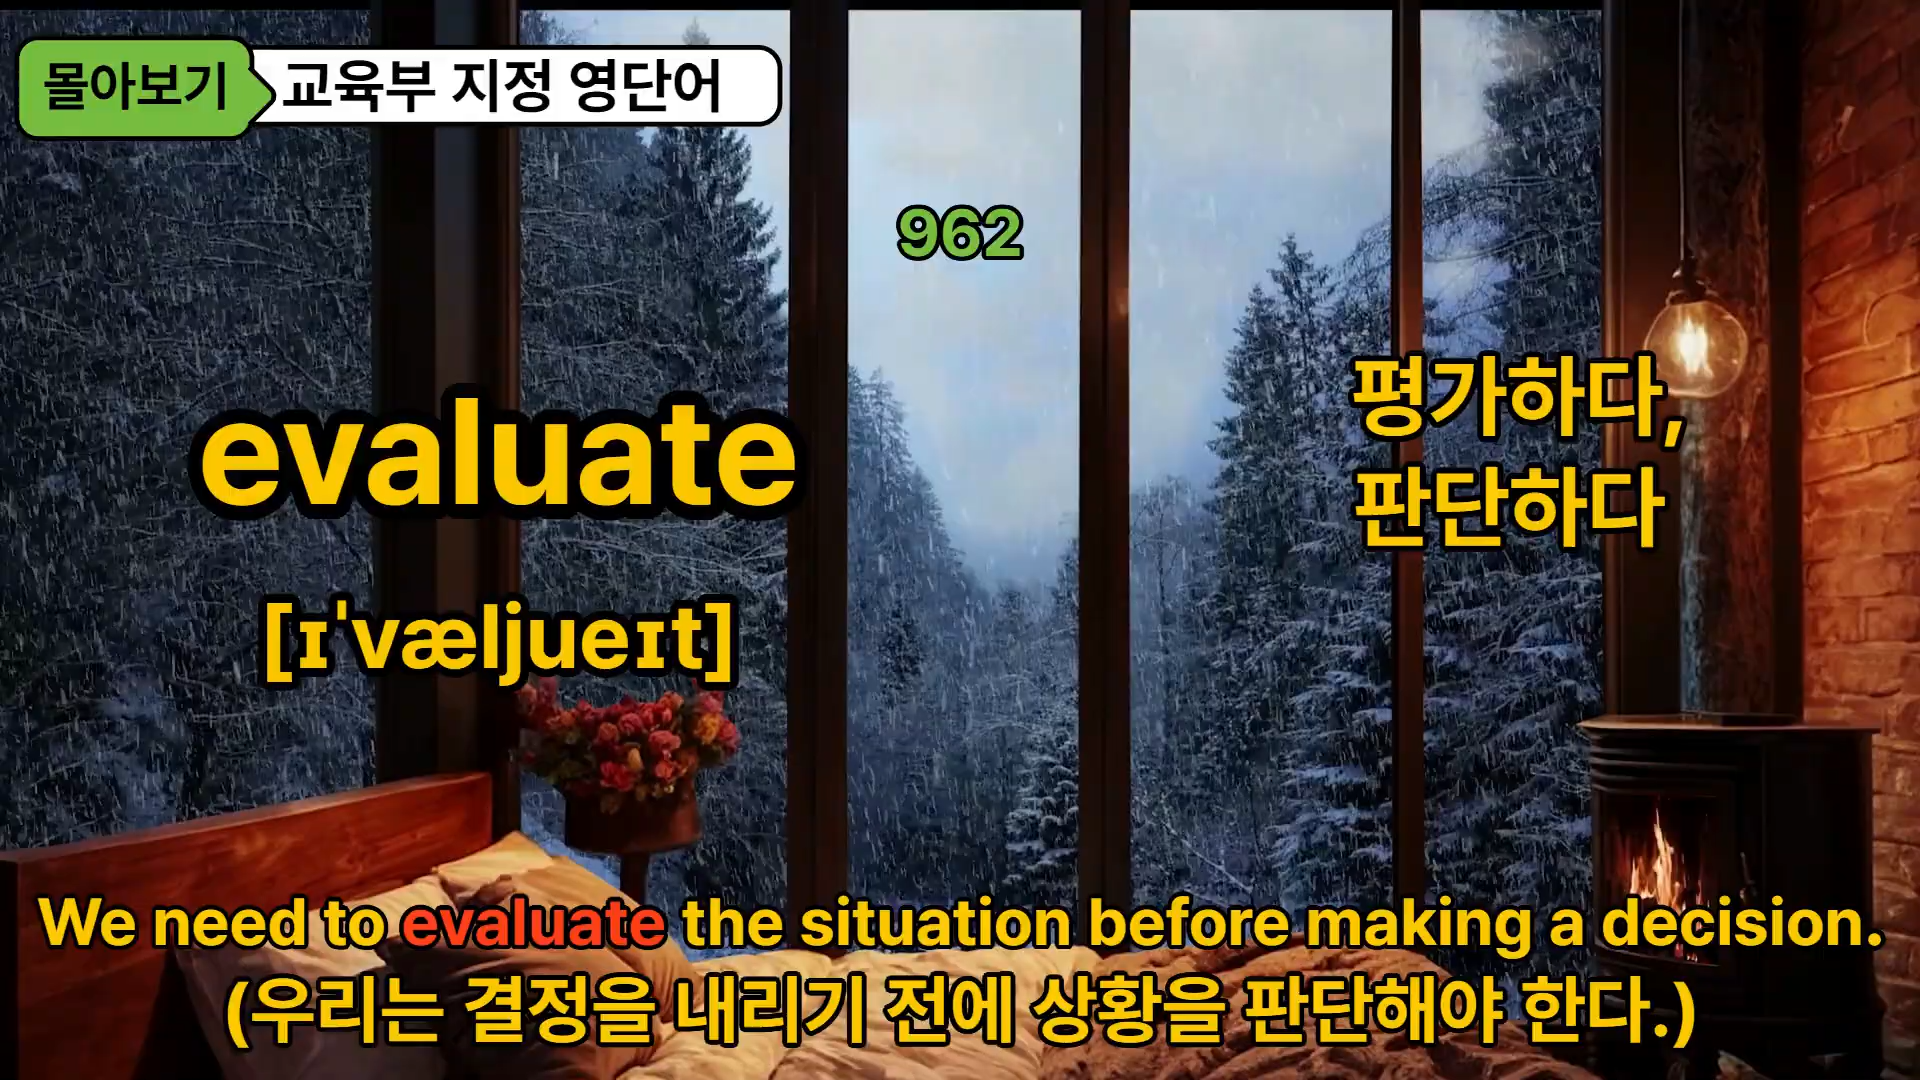 몰아보기 교육부 지정 영단어
962
evaluate
[ɪˈvæljueɪt]
평가하다,
판단하다
We need to evaluate the situation before making a decision.
(우리는 결정을 내리기 전에 상황을 판단해야 한다.)